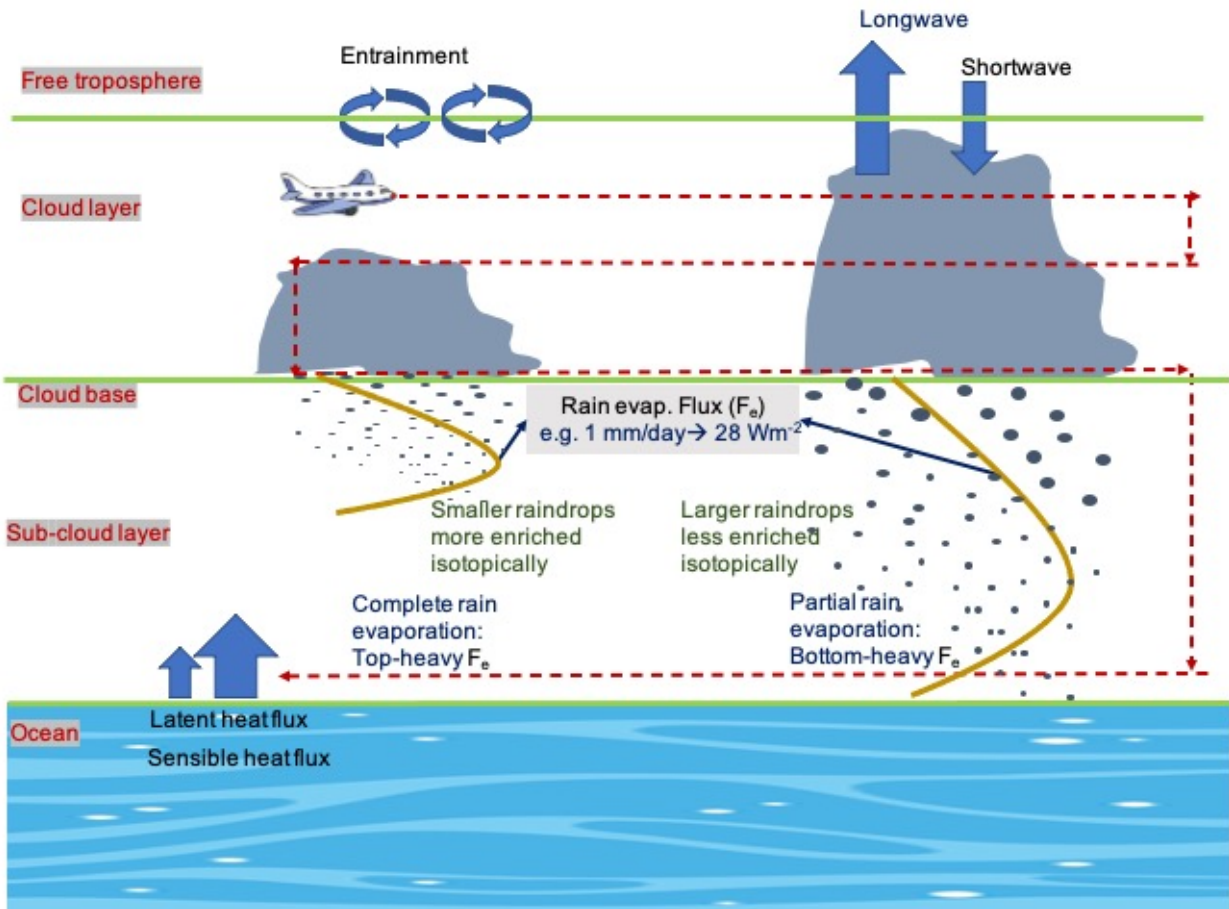 Longwave
Entrainment
Shortwave
Free troposphere
Cloud layer
Cloud base
Rain evap. Flux (Fₑ)
e.g. 1 mm/day→ 28 Wm⁻²
Smaller raindrops
more enriched
isotopically
Larger raindrops
less enriched
isotopically
Sub-cloud layer
Complete rain
evaporation:
Top-heavy Fₑ
Partial rain
evaporation:
Bottom-heavy Fₑ
Latent heat flux
Ocean
Sensible heat flux